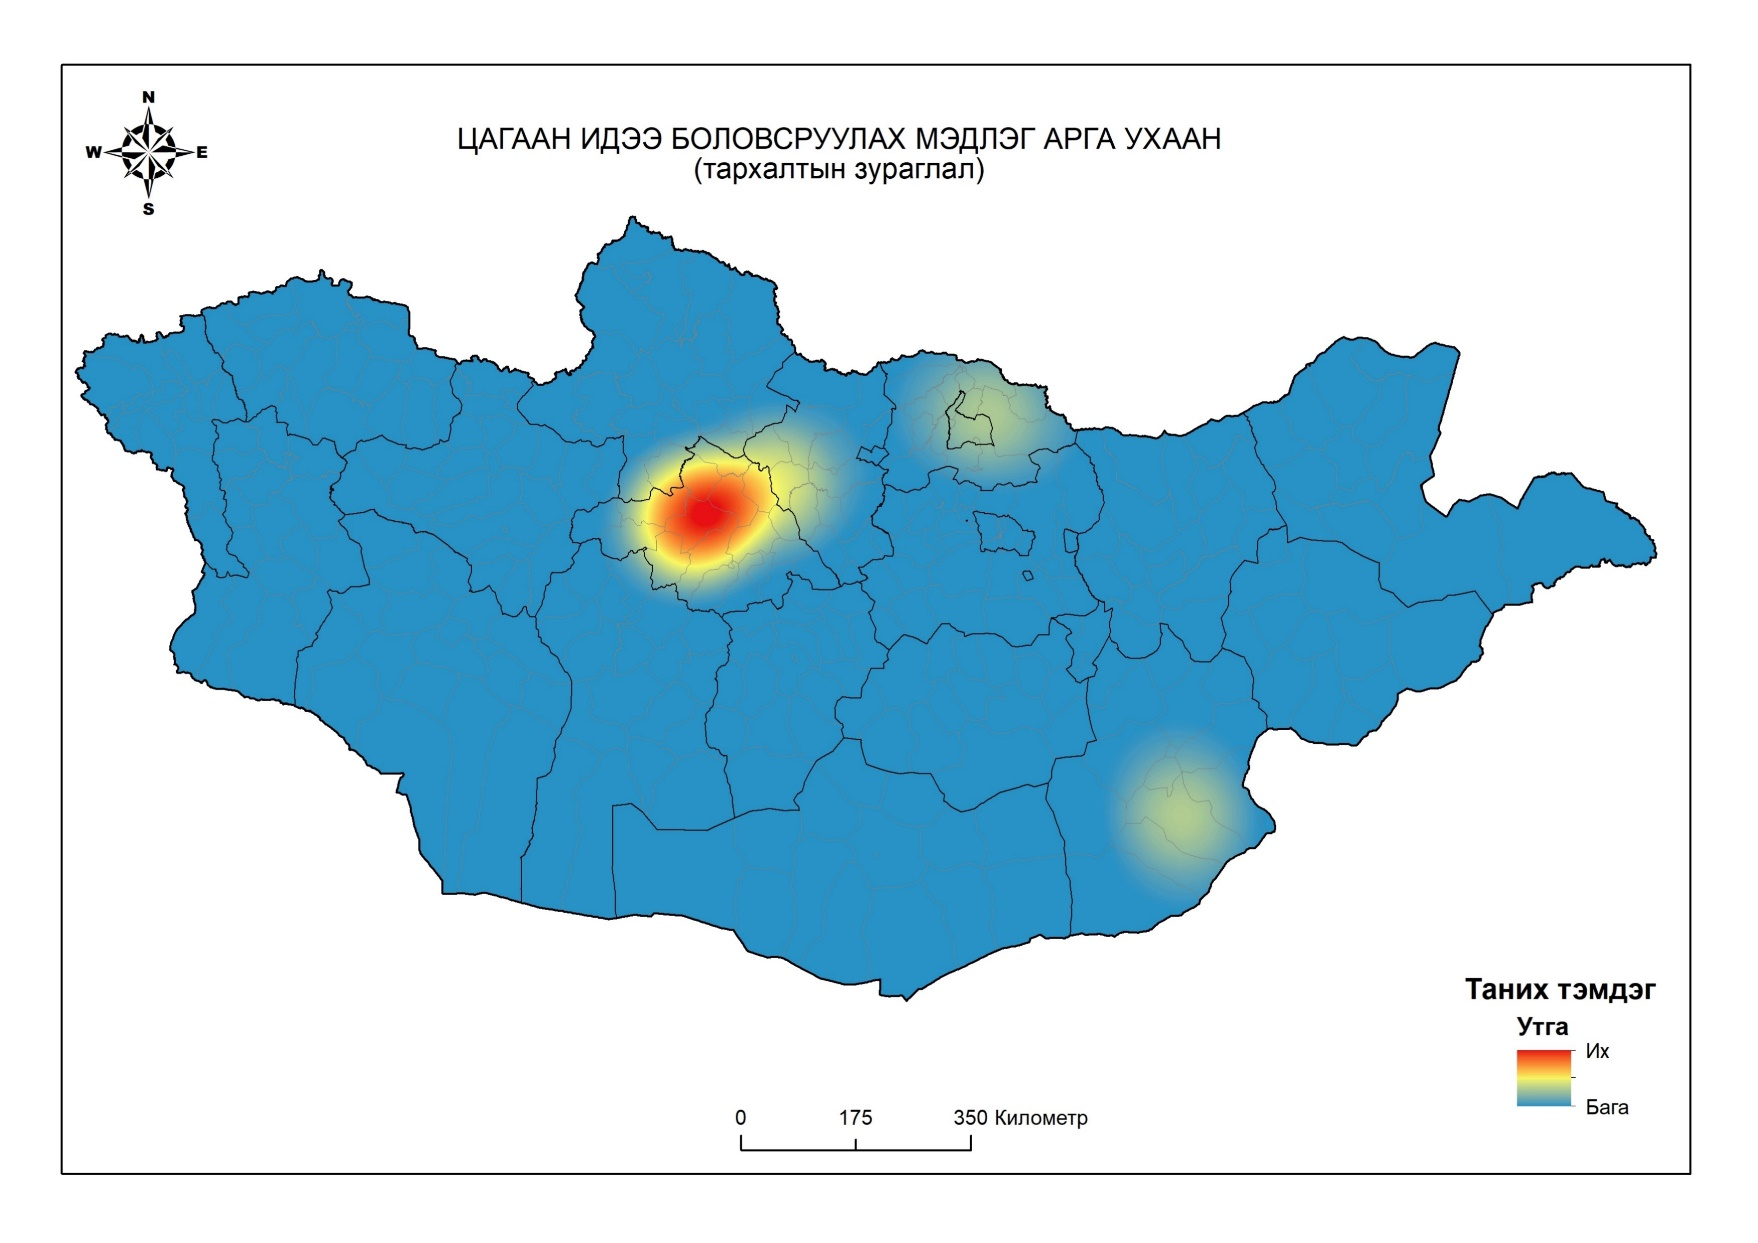 N
W E
S
ЦАГААН ИДЭЭ БОЛОВСРУУЛАХ МЭДЛЭГ АРГА УХААН
(тархалтын зураглал)
Таних тэмдэг
Утга
Их
Бага
0 175 350 Километр